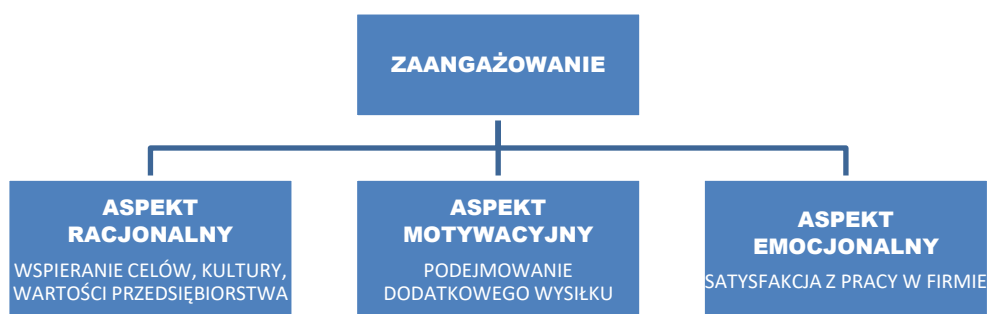 ZAANGAŻOWANIE
ASPEKT
RACJONALNY
WSPIERANIE CELÓW, KULTURY,
WARTOŚCI PRZEDSIĘBIORSTWA
ASPEKT
MOTYWACYJNY
PODEJMOWANIE
DODATKOWEGO WYSIŁKU
ASPEKT
EMOCJONALNY
SATYSFAKCJA Z PRACY W FIRMIE